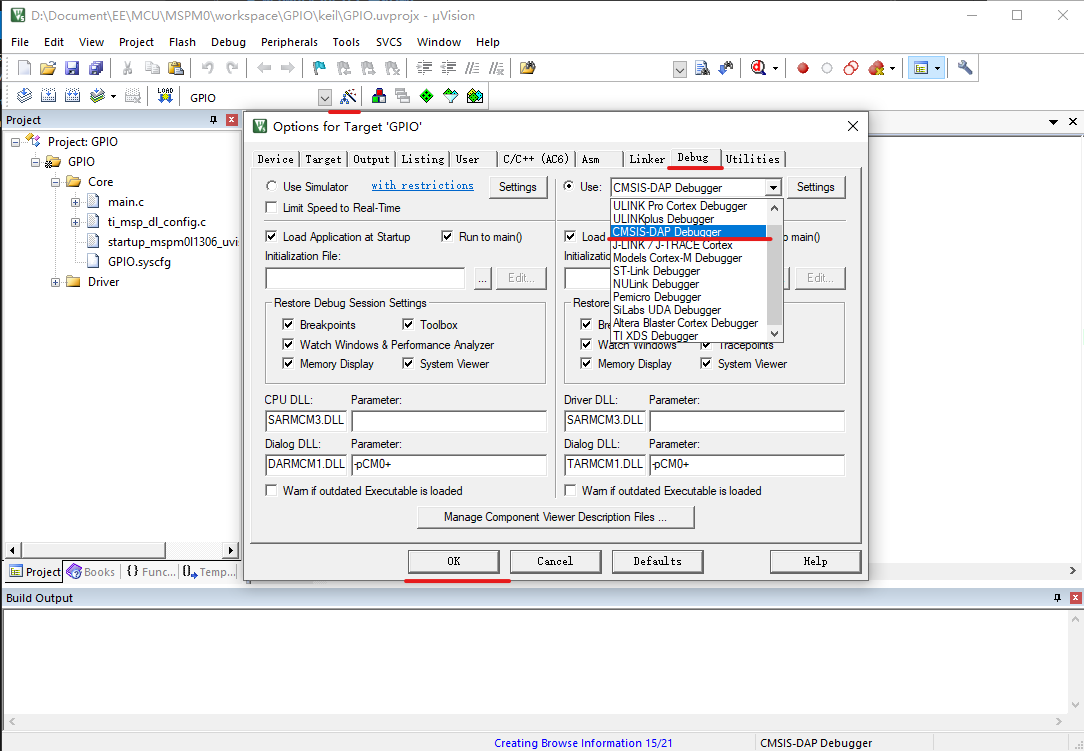 D:\Document\EE\MCU\MSPM0\workspace\GPIO\keil\GPIO.uvprojx - µVision
File Edit View Project Flash Debug Peripherals Tools SVCS Window Help
LOAD GPIO
Project
Project: GPIO
GPIO
Core
main.c
ti_msp_dl_config.c
startup_mspm0l1306_uvi
GPIO.syscfg
Driver
Project Books Func... Temp...
Options for Target 'GPIO'
Device Target Output Listing User C/C++ (AC6) Asm Linker Debug Utilities
Use Simulator with restrictions Settings
Limit Speed to Real-Time
Load Application at Startup Run to main()
Initialization File:
... Edit...
Restore Debug Session Settings
Breakpoints Toolbox
Watch Windows & Performance Analyzer
Memory Display System Viewer
CPU DLL: Parameter:
SARMCM3.DLL
Dialog DLL: Parameter:
DARMCM1.DLL -pCM0+
Warn if outdated Executable is loaded
Use: CMSIS-DAP Debugger Settings
ULINK Pro Cortex Debugger
ULINKplus Debugger
CMSIS-DAP Debugger
J-LINK / J-TRACE Cortex
Models Cortex-M Debugger
ST-Link Debugger
NULink Debugger
Pemicro Debugger
SiLabs UDA Debugger
Altera Blaster Cortex Debugger
TI XDS Debugger
Load o main()
Initializatio
Edit...
Restore
Bre
Watch Windows Tracepoints
Memory Display System Viewer
Driver DLL: Parameter:
SARMCM3.DLL
Dialog DLL: Parameter:
TARMCM1.DLL -pCM0+
Warn if outdated Executable is loaded
Manage Component Viewer Description Files ...
OK Cancel Defaults Help
Build Output
Creating Browse Information 15/21 CMSIS-DAP Debugger